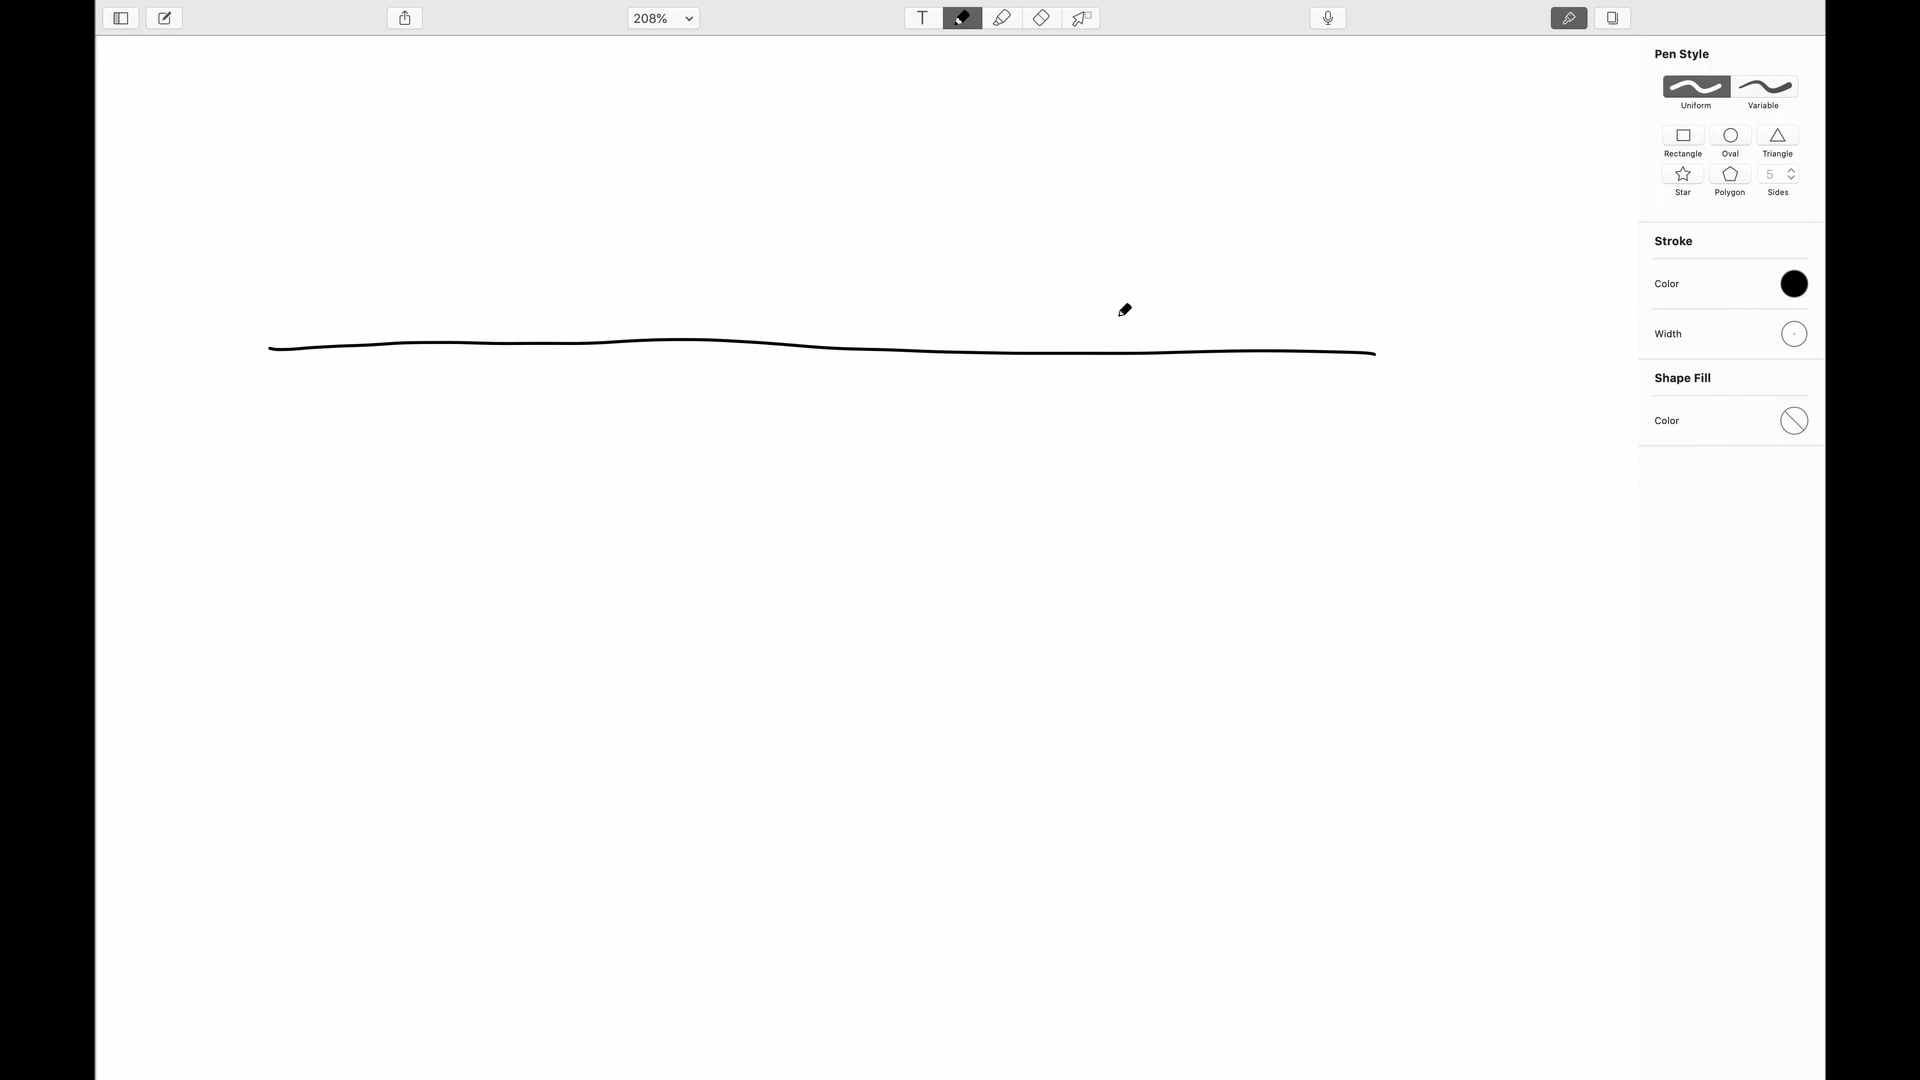 208%
T
Pen Style
Uniform Variable
Rectangle Oval Triangle
5
Star Polygon Sides
Stroke
Color
Width
Shape Fill
Color